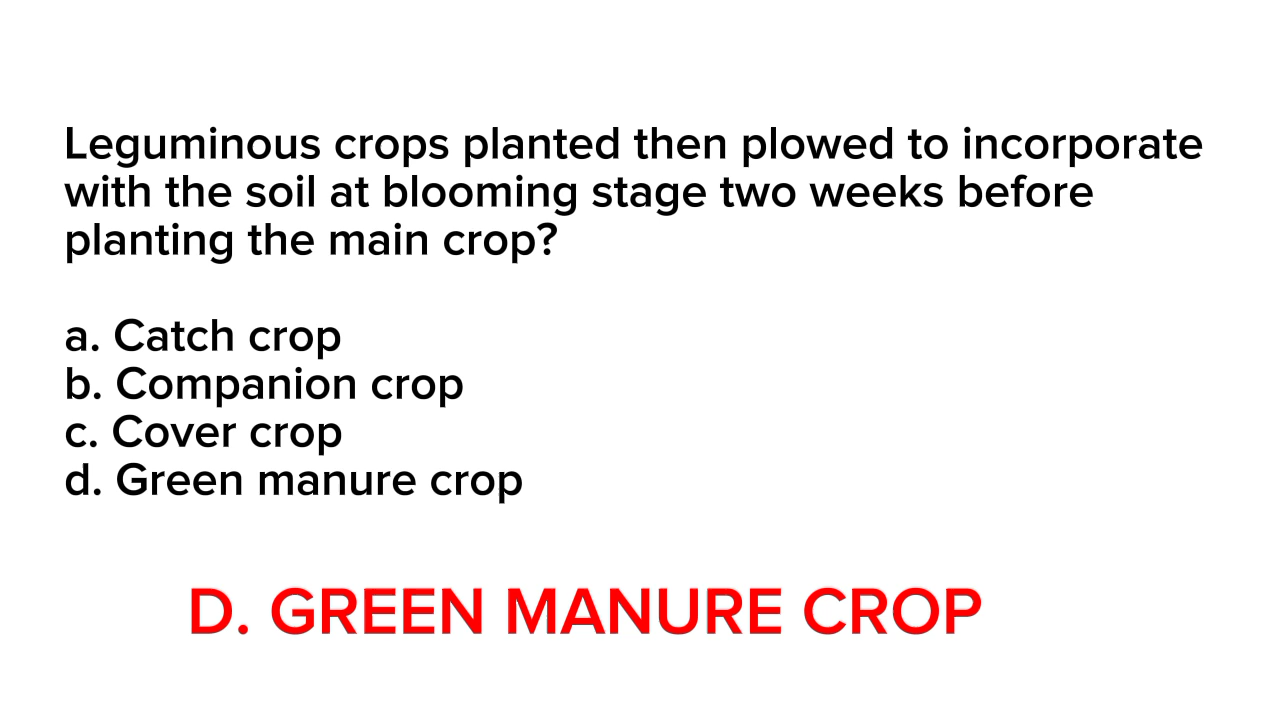 Leguminous crops planted then plowed to incorporate
with the soil at blooming stage two weeks before
planting the main crop?
a. Catch crop
b. Companion crop
c. Cover crop
d. Green manure crop
D. GREEN MANURE CROP